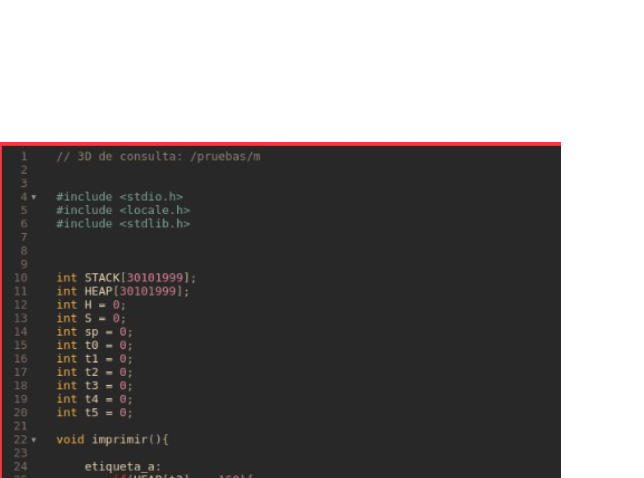 1 // 3D de consulta: /pruebas/m
2
3
4 #include <stdio.h>
5 #include <locale.h>
6 #include <stdlib.h>
7
8
9
10 int STACK[30101999];
11 int HEAP[30101999];
12 int H = 0;
13 int S = 0;
14 int sp = 0;
15 int t0 = 0;
16 int t1 = 0;
17 int t2 = 0;
18 int t3 = 0;
19 int t4 = 0;
20 int t5 = 0;
21
22 void imprimir(){
23
24 etiqueta_a: